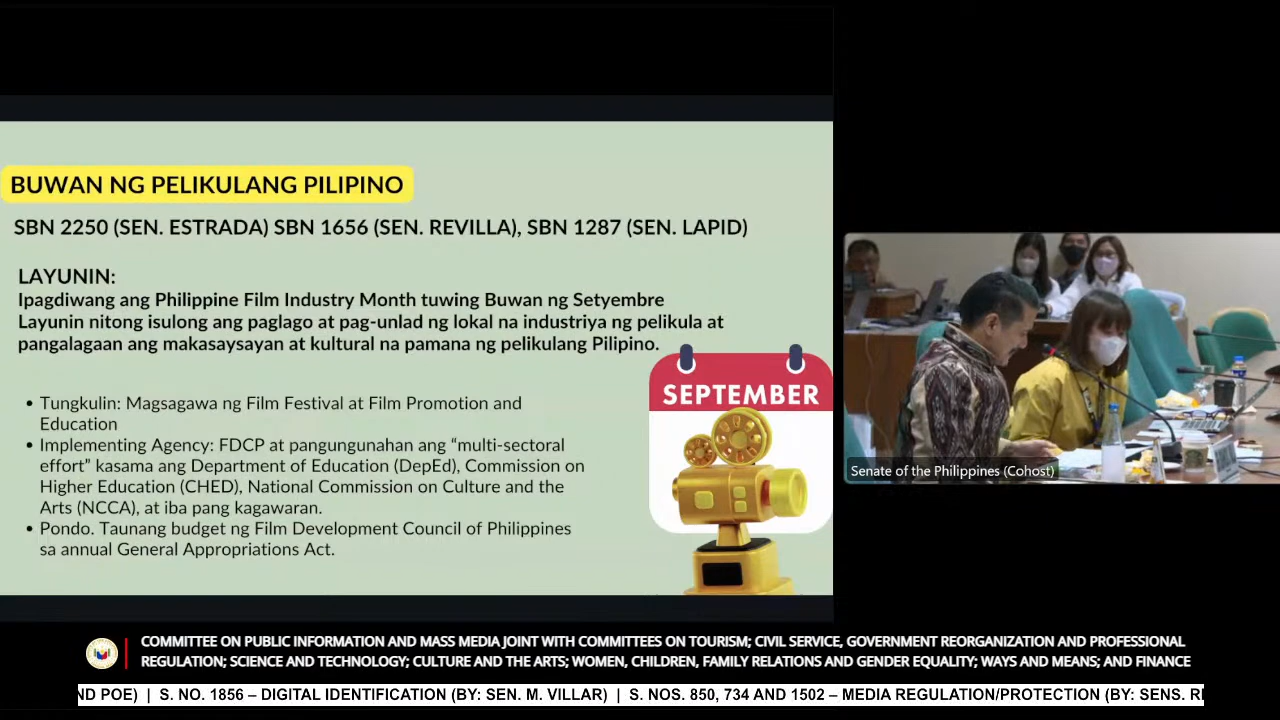 BUWAN NG PELIKULANG PILIPINO
SBN 2250 (SEN. ESTRADA) SBN 1656 (SEN. REVILLA), SBN 1287 (SEN. LAPID)
LAYUNIN:
Ipagdiwang ang Philippine Film Industry Month tuwing Buwan ng Setyembre
Layunin nitong isulong ang paglago at pag-unlad ng lokal na industriya ng pelikula at
pangalagaan ang makasaysayan at kultural na pamana ng pelikulang Pilipino.
SEPTEMBER
• Tungkulin: Magsagawa ng Film Festival at Film Promotion and
Education
• Implementing Agency: FDCP at pangungunahan ang “multi-sectoral
effort” kasama ang Department of Education (DepEd), Commission on
Higher Education (CHED), National Commission on Culture and the
Arts (NCCA), at iba pang kagawaran.
• Pondo. Taunang budget ng Film Development Council of Philippines
sa annual General Appropriations Act.
Senate of the Philippines (Cohost)
COMMITTEE ON PUBLIC INFORMATION AND MASS MEDIA JOINT WITH COMMITTEES ON TOURISM; CIVIL SERVICE, GOVERNMENT REORGANIZATION AND PROFESSIONAL
REGULATION; SCIENCE AND TECHNOLOGY; CULTURE AND THE ARTS; WOMEN, CHILDREN, FAMILY RELATIONS AND GENDER EQUALITY; WAYS AND MEANS; AND FINANCE
ND POE) | S. NO. 1856 – DIGITAL IDENTIFICATION (BY: SEN. M. VILLAR) | S. NOS. 850, 734 AND 1502 – MEDIA REGULATION/PROTECTION (BY: SENS. R